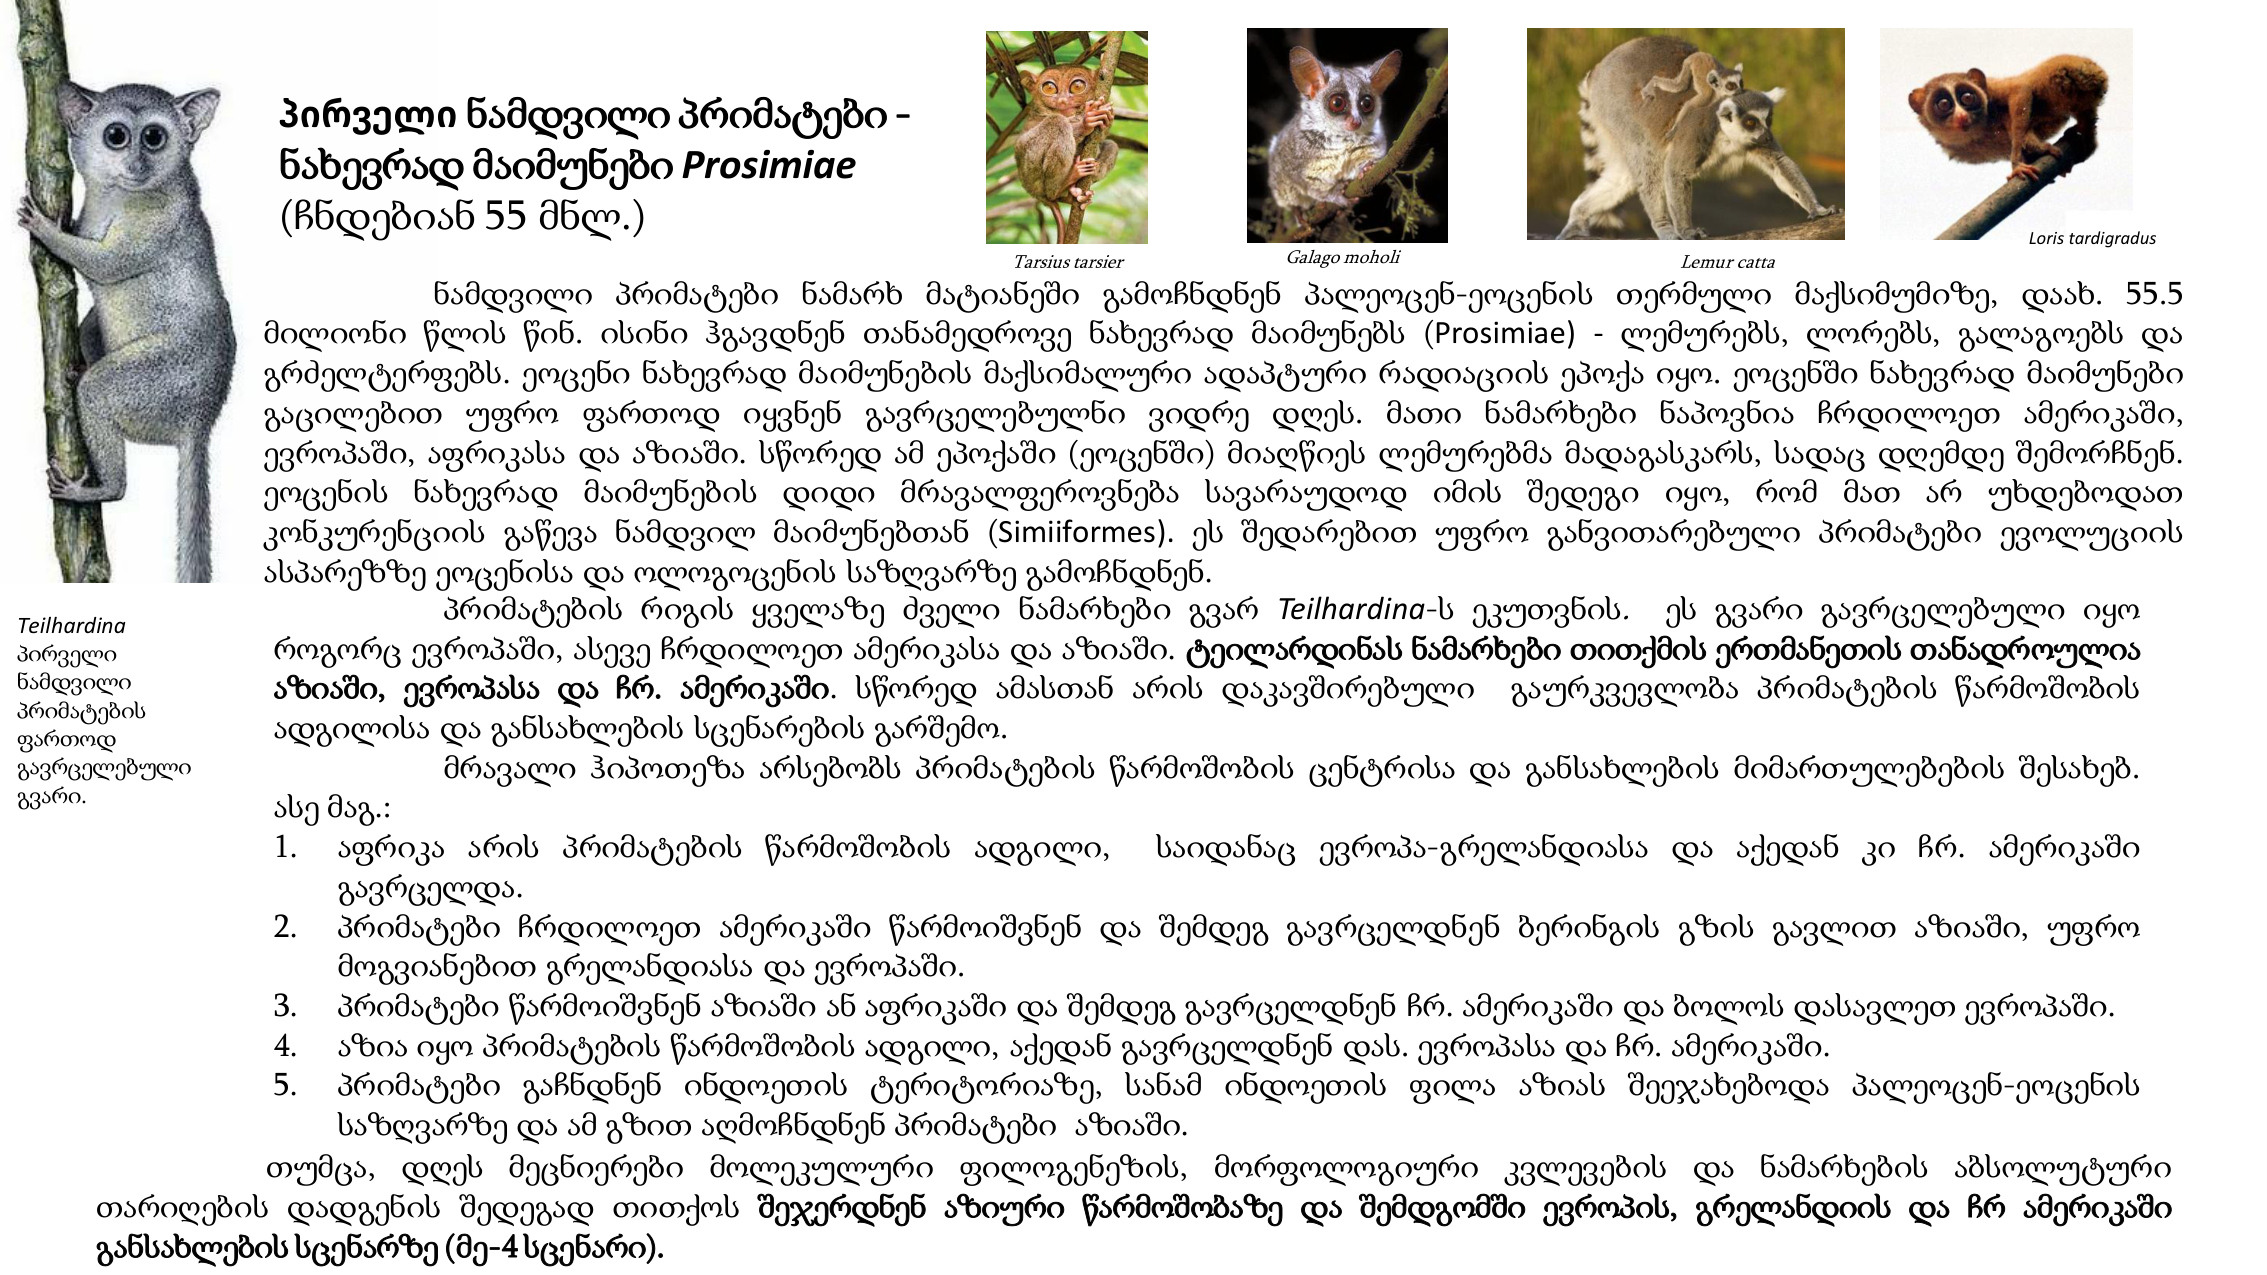 პირველი ნამდვილი პრიმატები -
ნახევრად მაიმუნები Prosimiae
(ჩნდებიან 55 მნლ.)
Tarsius tarsier
Galago moholi
Lemur catta
Loris tardigradus
ნამდვილი პრიმატები ნამარხ მატიანეში გამოჩნდნენ პალეოცენ-ეოცენის თერმული მაქსიმუმიზე, დაახ. 55.5
მილიონი წლის წინ. ისინი ჰგავდნენ თანამედროვე ნახევრად მაიმუნებს (Prosimiae) - ლემურებს, ლორებს, გალაგოებს და
გრძელტერფებს. ეოცენი ნახევრად მაიმუნების მაქსიმალური ადაპტური რადიაციის ეპოქა იყო. ეოცენში ნახევრად მაიმუნები
გაცილებით უფრო ფართოდ იყვნენ გავრცელებულნი ვიდრე დღეს. მათი ნამარხები ნაპოვნია ჩრდილოეთ ამერიკაში,
ევროპაში, აფრიკასა და აზიაში. სწორედ ამ ეპოქაში (ეოცენში) მიაღწიეს ლემურებმა მადაგასკარს, სადაც დღემდე შემორჩნენ.
ეოცენის ნახევრად მაიმუნების დიდი მრავალფეროვნება სავარაუდოდ იმის შედეგი იყო, რომ მათ არ უხდებოდათ
კონკურენციის გაწევა ნამდვილ მაიმუნებთან (Simiiformes). ეს შედარებით უფრო განვითარებული პრიმატები ევოლუციის
ასპარეზზე ეოცენისა და ოლოგოცენის საზღვარზე გამოჩნდნენ.
Teilhardina
პირველი
ნამდვილი
პრიმატების
ფართოდ
გავრცელებული
გვარი.
პრიმატების რიგის ყველაზე ძველი ნამარხები გვარ Teilhardina-ს ეკუთვნის. ეს გვარი გავრცელებული იყო
როგორც ევროპაში, ასევე ჩრდილოეთ ამერიკასა და აზიაში. ტეილარდინას ნამარხები თითქმის ერთმანეთის თანადროულია
აზიაში, ევროპასა და ჩრ. ამერიკაში. სწორედ ამასთან არის დაკავშირებული გაურკვევლობა პრიმატების წარმოშობის
ადგილისა და განსახლების სცენარების გარშემო.
მრავალი ჰიპოთეზა არსებობს პრიმატების წარმოშობის ცენტრისა და განსახლების მიმართულებების შესახებ.
ასე მაგ.:
1. აფრიკა არის პრიმატების წარმოშობის ადგილი, საიდანაც ევროპა-გრელანდიასა და აქედან კი ჩრ. ამერიკაში
გავრცელდა.
2. პრიმატები ჩრდილოეთ ამერიკაში წარმოიშვნენ და შემდეგ გავრცელდნენ ბერინგის გზის გავლით აზიაში, უფრო
მოგვიანებით გრელანდიასა და ევროპაში.
3. პრიმატები წარმოიშვნენ აზიაში ან აფრიკაში და შემდეგ გავრცელდნენ ჩრ. ამერიკაში და ბოლოს დასავლეთ ევროპაში.
4. აზია იყო პრიმატების წარმოშობის ადგილი, აქედან გავრცელდნენ დას. ევროპასა და ჩრ. ამერიკაში.
5. პრიმატები გაჩნდნენ ინდოეთის ტერიტორიაზე, სანამ ინდოეთის ფილა აზიას შეეჯახებოდა პალეოცენ-ეოცენის
საზღვარზე და ამ გზით აღმოჩნდნენ პრიმატები აზიაში.
თუმცა, დღეს მეცნიერები მოლეკულური ფილოგენეზის, მორფოლოგიური კვლევების და ნამარხების აბსოლუტური
თარიღების დადგენის შედეგად თითქოს შეჯერდნენ აზიური წარმოშობაზე და შემდგომში ევროპის, გრელანდიის და ჩრ ამერიკაში
განსახლების სცენარზე (მე-4 სცენარი).